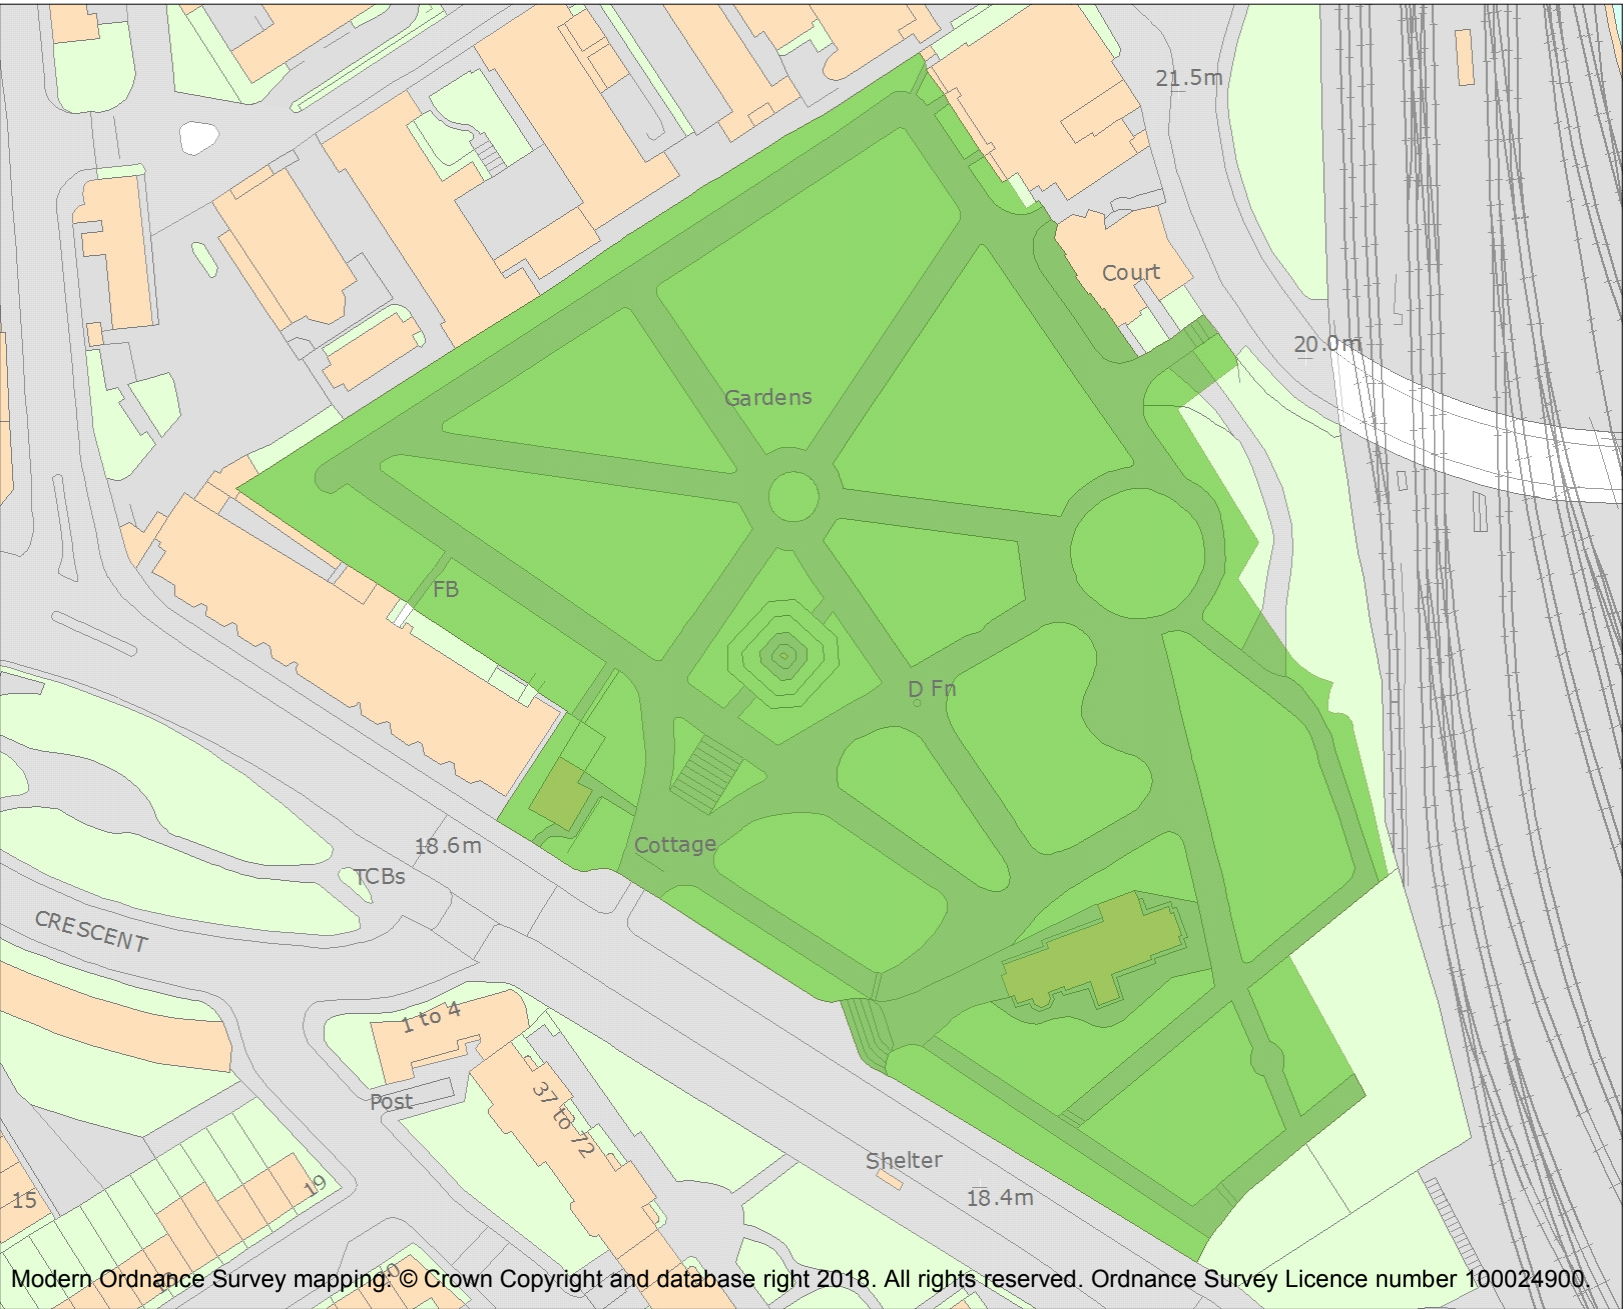 21.5m
Court
20.0m
Gardens
FB
D Fn
Cottage
18.6m
TCBs
CRESCENT
1 to 4
Post
37 to 72
Shelter
18.4m
15
19
Modern Ordnance Survey mapping: © Crown Copyright and database right 2018. All rights reserved. Ordnance Survey Licence number 100024900.